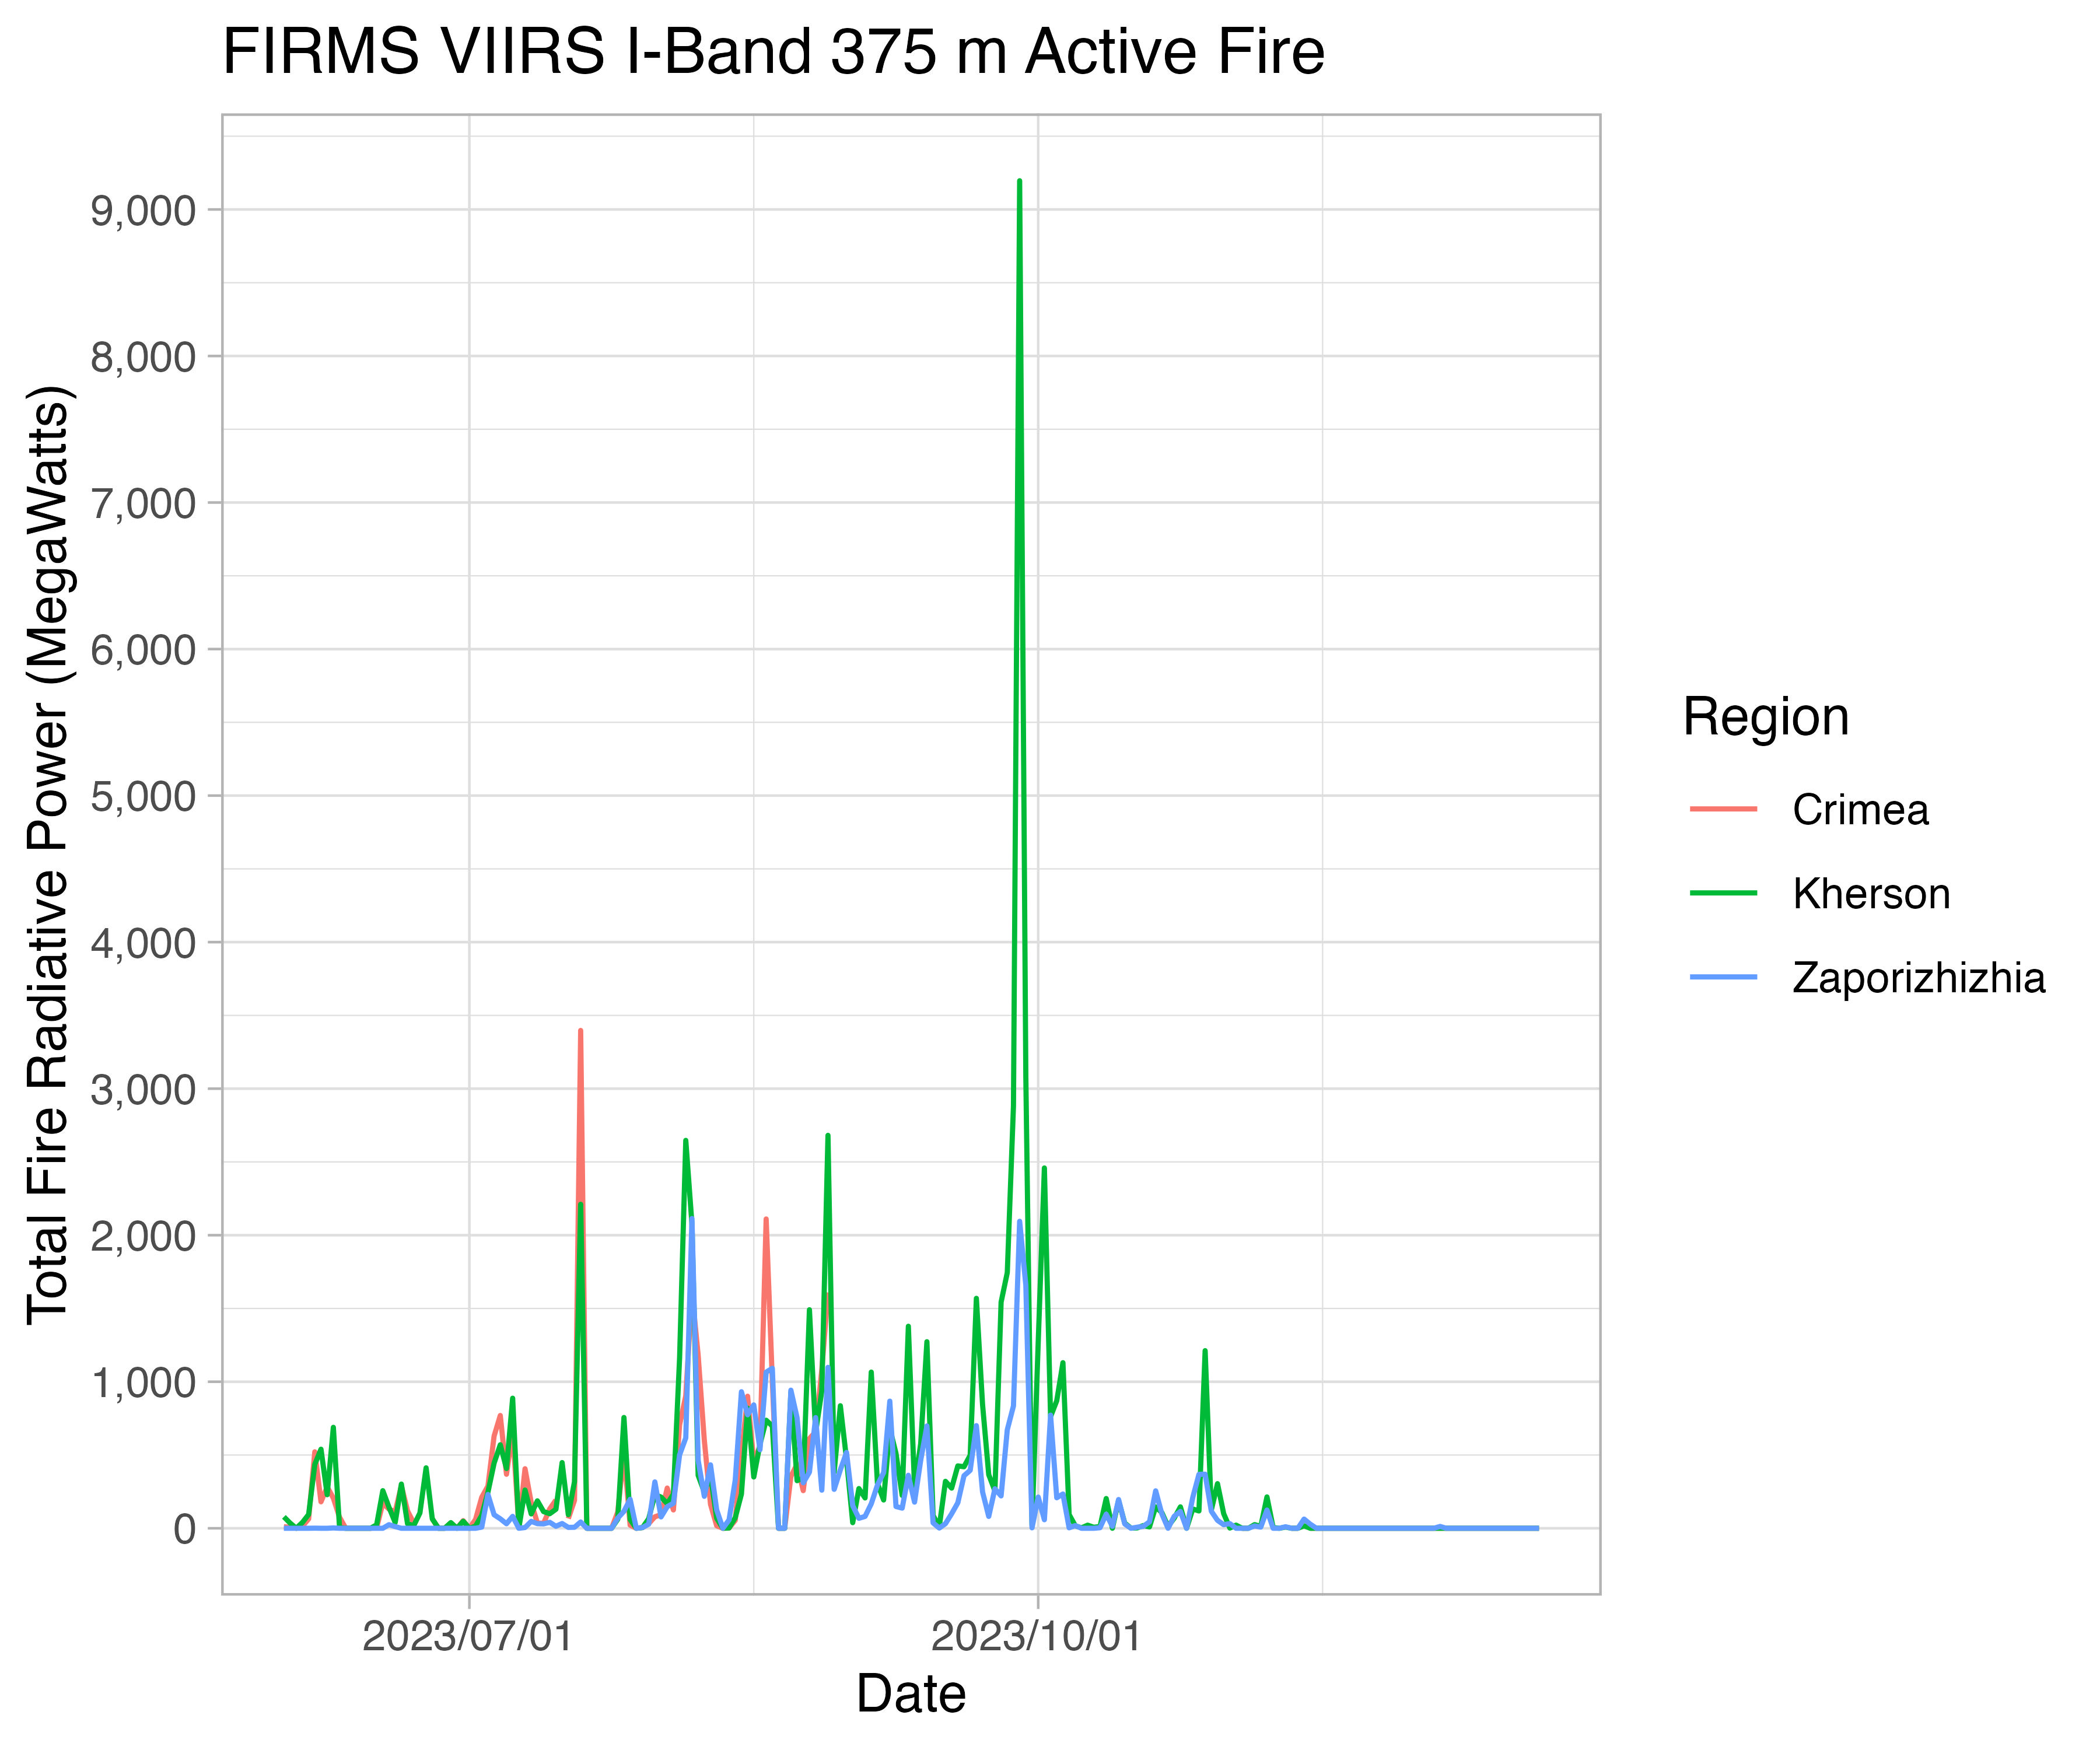 FIRMS VIIRS I-Band 375 m Active Fire
Total Fire Radiative Power (MegaWatts)
9,000
8,000
7,000
6,000
5,000
4,000
3,000
2,000
1,000
0
2023/07/01
2023/10/01
Date
Region
Crimea
Kherson
Zaporizhizhia